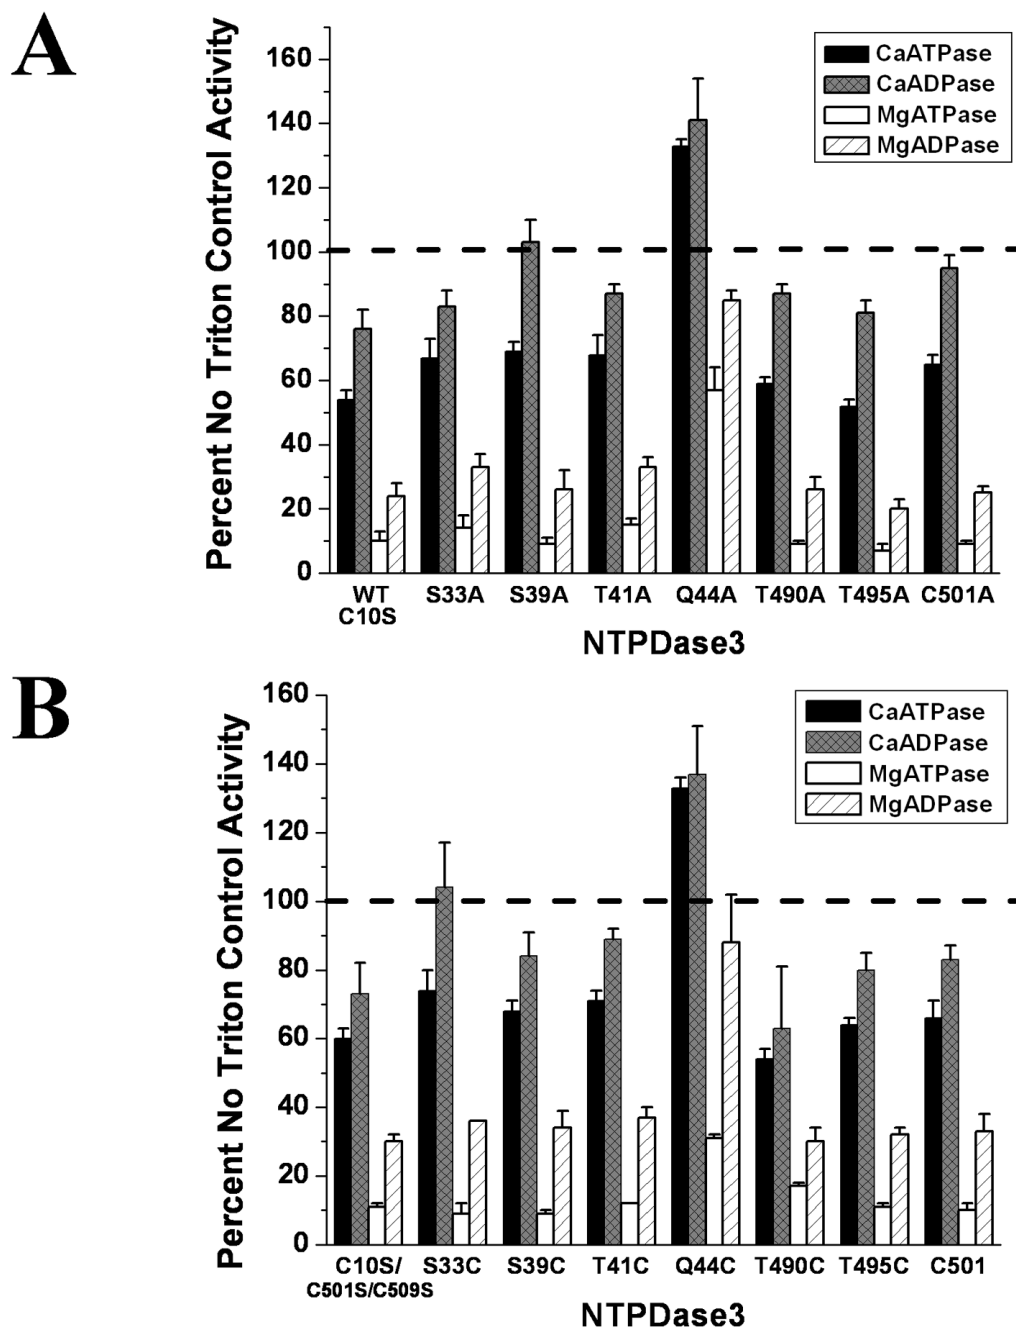 A
Percent No Triton Control Activity
160
140
120
100
80
60
40
20
0
CaATPase
CaADPase
MgATPase
MgADPase
WT C10S S33A S39A T41A Q44A T490A T495A C501A
NTPDase3
B
Percent No Triton Control Activity
160
140
120
100
80
60
40
20
0
CaATPase
CaADPase
MgATPase
MgADPase
C10S/ C501S/C509S S33C S39C T41C Q44C T490C T495C C501
NTPDase3